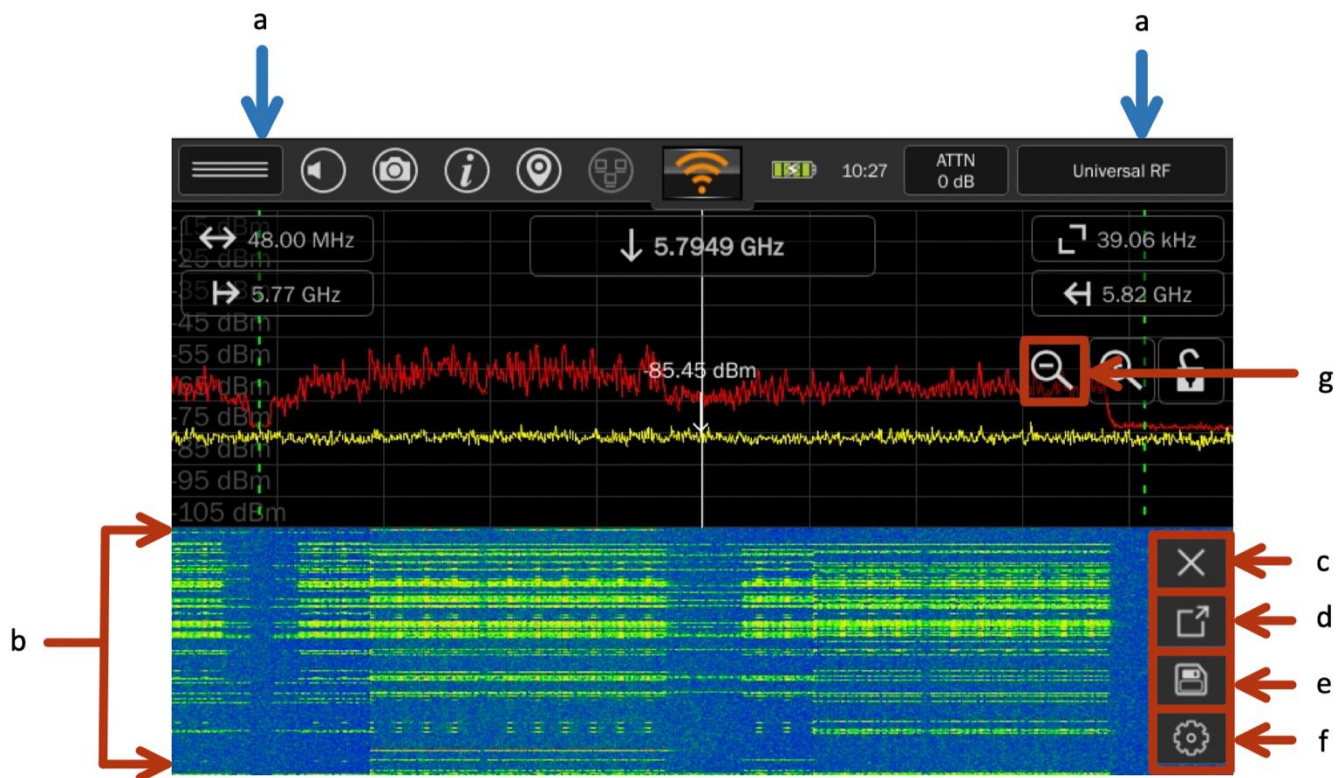 a a
10:27 ATTN Universal RF
0 dB
-15 dBm
48.00 MHz 5.7949 GHz 39.06 kHz
-25 dBm
-35 dBm
5.77 GHz 5.82 GHz
-45 dBm
-55 dBm
-85.45 dBm
g
-75 dBm
-85 dBm
-95 dBm
-105 dBm
c
d
b
e
f